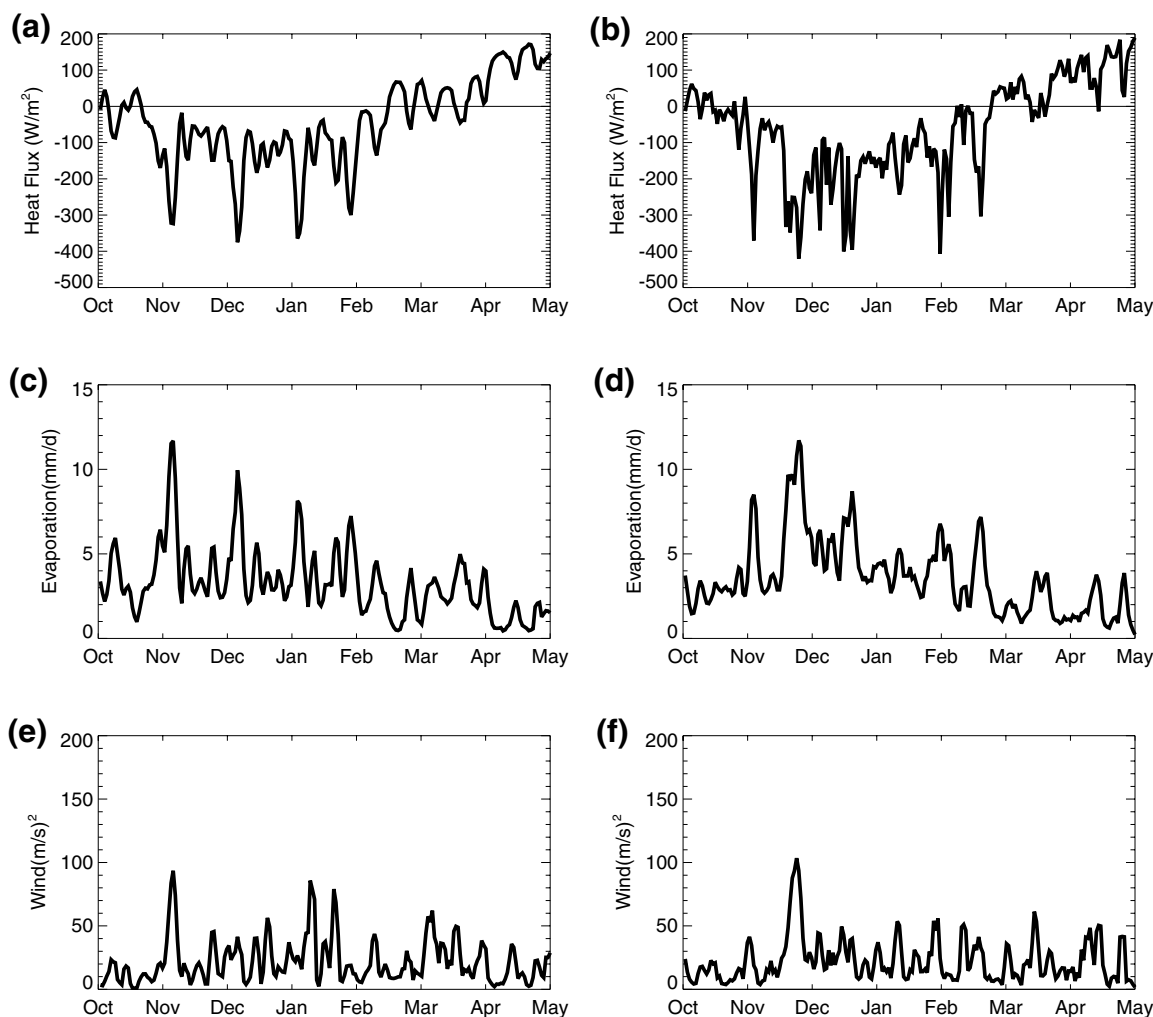 (a)
Heat Flux (W/m²)
200
100
0
-100
-200
-300
-400
-500
Oct Nov Dec Jan Feb Mar Apr May
(b)
Heat Flux (W/m²)
200
100
0
-100
-200
-300
-400
-500
Oct Nov Dec Jan Feb Mar Apr May
(c)
Evaporation(mm/d)
15
10
5
0
Oct Nov Dec Jan Feb Mar Apr May
(d)
Evaporation(mm/d)
15
10
5
0
Oct Nov Dec Jan Feb Mar Apr May
(e)
Wind(m/s)²
200
150
100
50
0
Oct Nov Dec Jan Feb Mar Apr May
(f)
Wind(m/s)²
200
150
100
50
0
Oct Nov Dec Jan Feb Mar Apr May